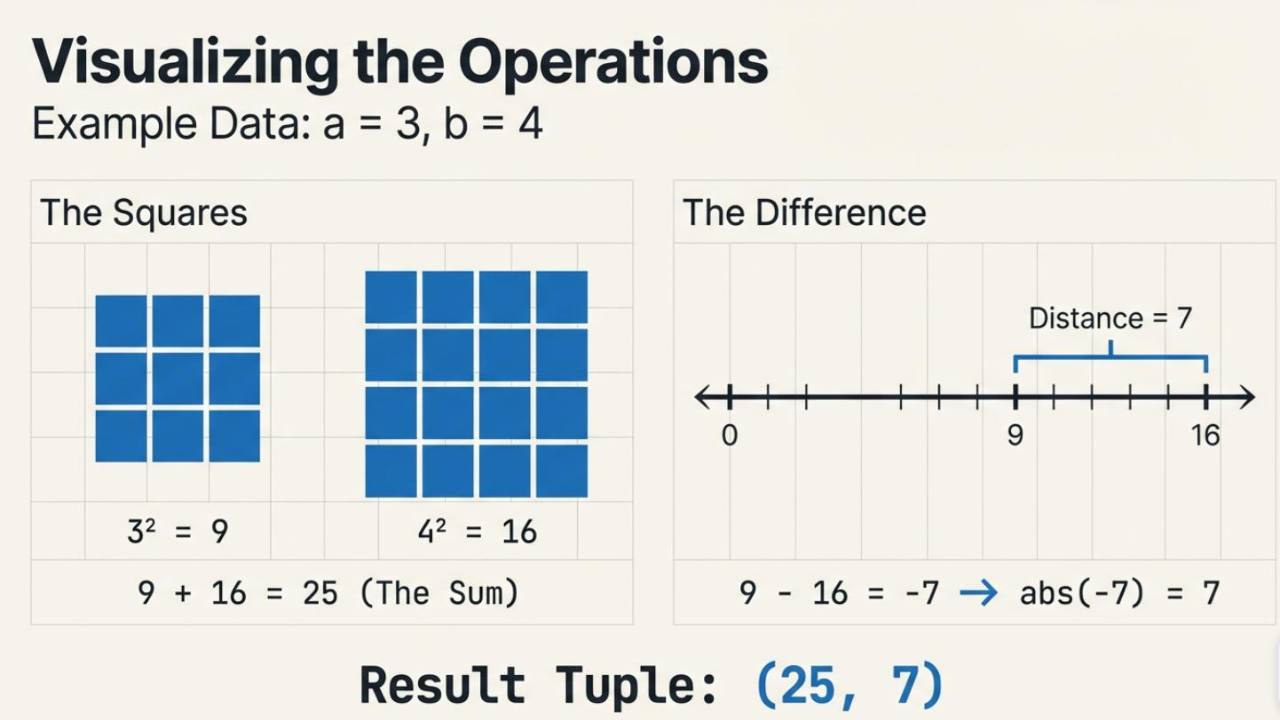 Visualizing the Operations
Example Data: a = 3, b = 4
The Squares
3² = 9
4² = 16
9 + 16 = 25 (The Sum)
The Difference
Distance = 7
0
9
16
9 - 16 = -7 → abs(-7) = 7
Result Tuple: (25, 7)